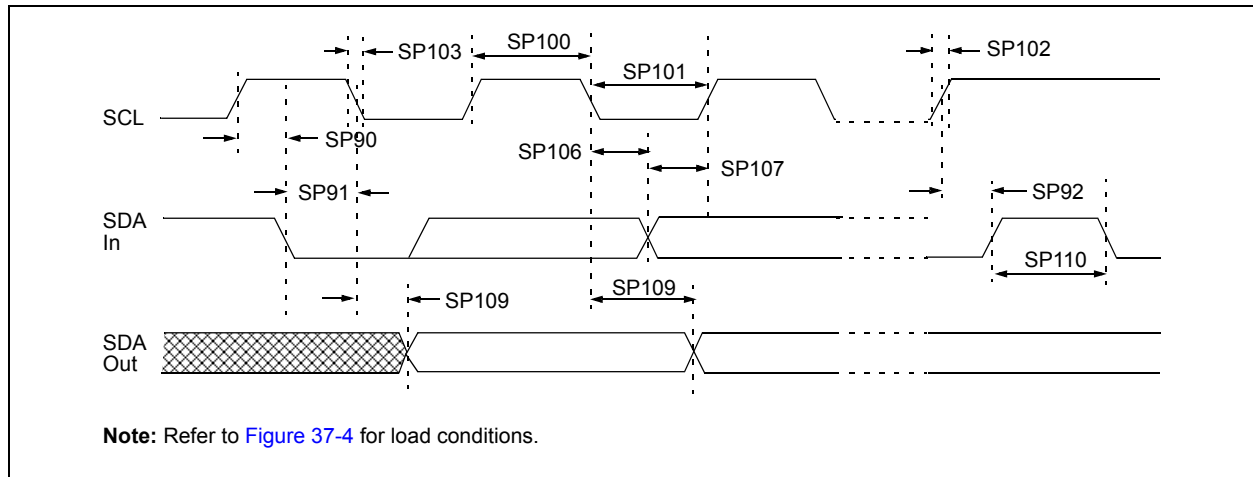 SP103
SP100
SP102
SP101
SCL
SP90
SP106
SP107
SP91
SP92
SDA
In
SP110
SP109
SP109
SDA
Out
Note: Refer to Figure 37-4 for load conditions.